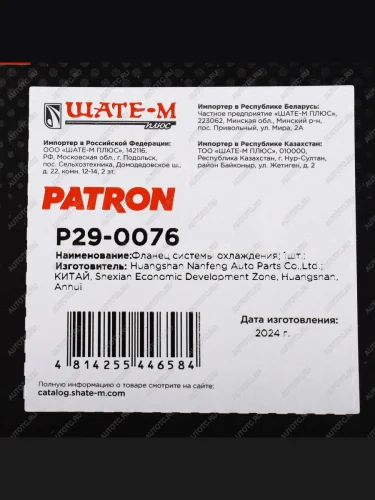 ШАТЕ-М
ПЛЮС
Импортер в Республике Беларусь:
Частное предприятие «ШАТЕ-М ПЛЮС»,
223062, Минская обл., Минский р-н,
пос. Привольный, ул. Мира, 2А
Импортер в Российской Федерации:
ООО «ШАТЕ-М ПЛЮС», 142116,
РФ, Московская обл., г. Подольск,
пос. Сельхозтехника, Домодедовское ш.,
д. 22, комн. 12-14, 2 эт.
Импортер в Республике Казахстан:
ТОО «ШАТЕ-М ПЛЮС», 010000,
Республика Казахстан, г. Нур-Султан,
район Байконыр, ул. Жетиген, д. 2
PATRON
P29-0076
Наименование:Фланец системы охлаждения; 1шт.;
Изготовитель: Huangshan Nanfeng Auto Parts Co.,Ltd.;
КИТАЙ, Shexian Economic Development Zone, Huangshan,
Anhui
Дата изготовления:
2024 г.
4 814255 446584
Полную информацию о товаре смотрите на сайте:
catalog.shate-m.com